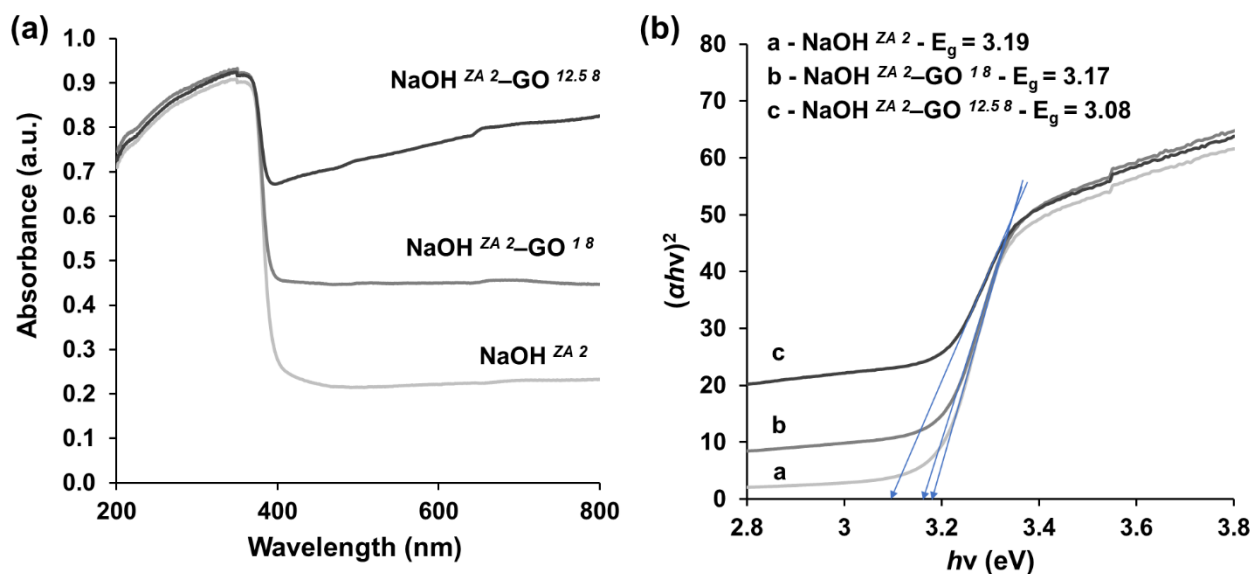 (a)
1.0
0.9
0.8
0.7
0.6
0.5
0.4
0.3
0.2
0.1
0.0
200
400
600
800
Absorbance (a.u.)
Wavelength (nm)
NaOH ZA 2–GO 12.5 8
NaOH ZA 2–GO 1 8
NaOH ZA 2
(b)
a - NaOH ZA 2 - Eg = 3.19
b - NaOH ZA 2–GO 1 8 - Eg = 3.17
c - NaOH ZA 2–GO 12.5 8 - Eg = 3.08
80
70
60
50
40
30
20
10
0
2.8
3
3.2
3.4
3.6
3.8
(αhν)2
hν (eV)
c
b
a